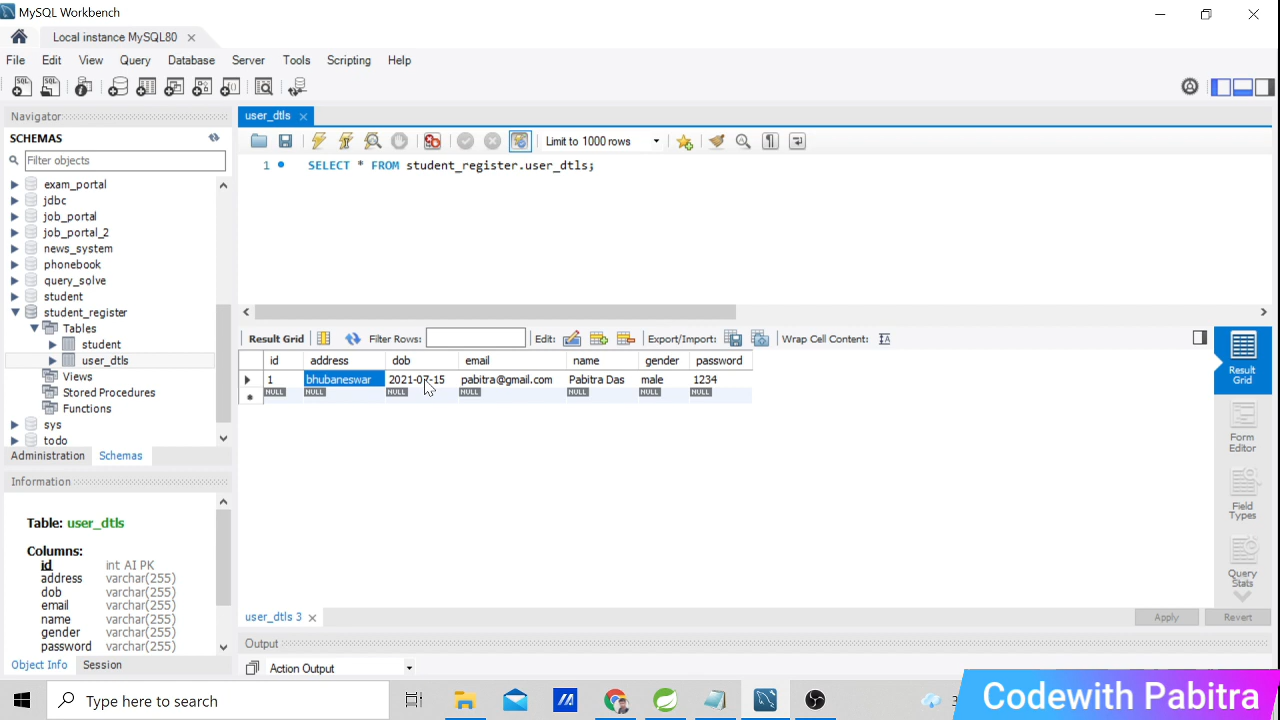 MySQL Workbench
Local instance MySQL80
File Edit View Query Database Server Tools Scripting Help
Navigator
SCHEMAS
Filter objects
exam_portal
jdbc
job_portal
job_portal_2
news_system
phonebook
query_solve
student
student_register
Tables
student
user_dtls
Views
Stored Procedures
Functions
sys
todo
Administration Schemas
Information
Table: user_dtls
Columns:
id int AI PK
address varchar(255)
dob varchar(255)
email varchar(255)
name varchar(255)
gender varchar(255)
password varchar(255)
Object Info Session
user_dtls
Limit to 1000 rows
1 SELECT * FROM student_register.user_dtls;
Result Grid Filter Rows: Edit: Export/Import: Wrap Cell Content:
id address dob email name gender password
1 bhubaneswar 2021-07-15 pabitra@gmail.com Pabitra Das male 1234
NULL NULL NULL NULL NULL NULL NULL
Result
Grid
Form
Editor
Field
Types
Query
Stats
user_dtls 3
Apply Revert
Output
Action Output
Type here to search
Codewith Pabitra